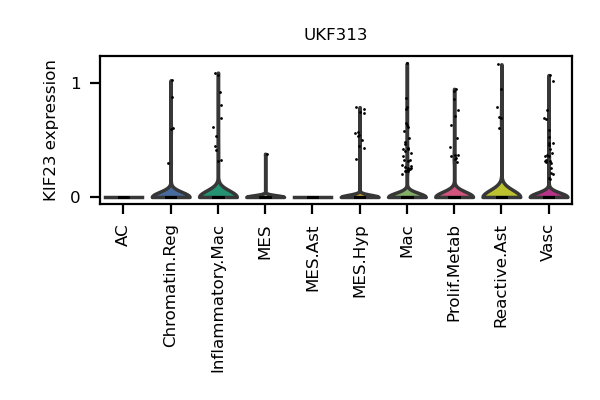 UKF313
KIF23 expression
1
0
AC
Chromatin.Reg
Inflammatory.Mac
MES
MES.Ast
MES.Hyp
Mac
Prolif.Metab
Reactive.Ast
Vasc